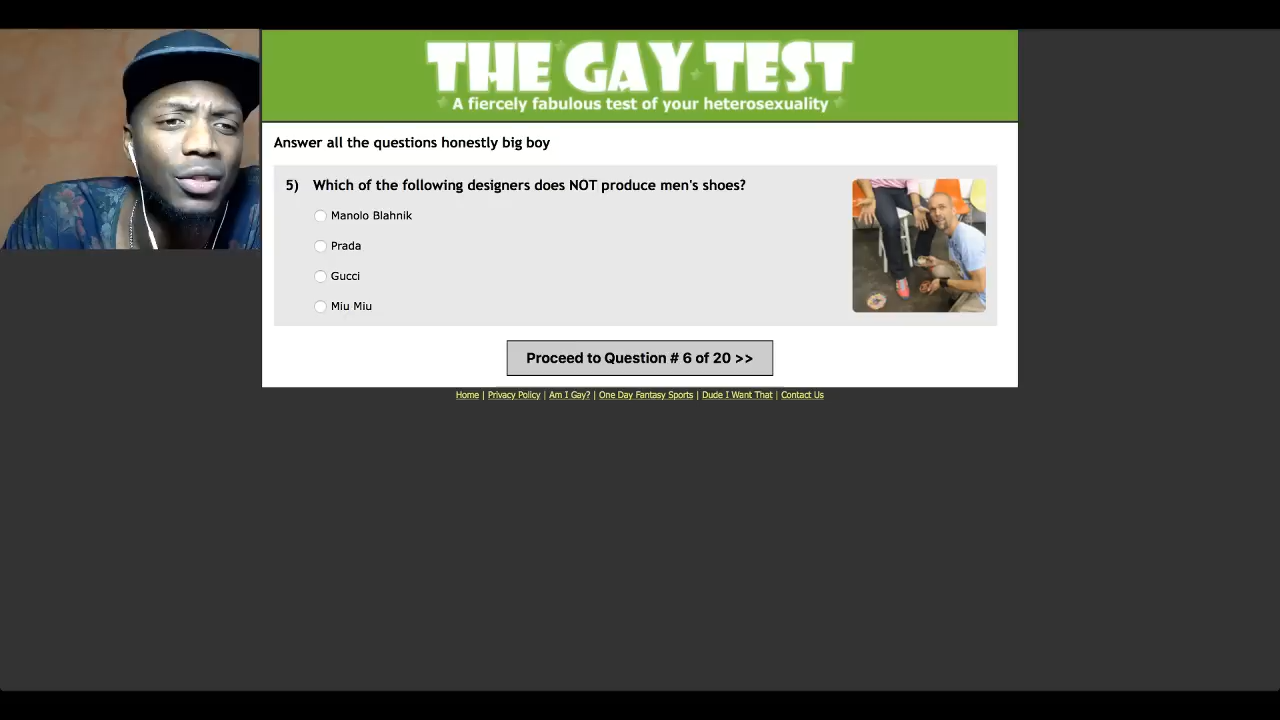 THE GAY TEST
A fiercely fabulous test of your heterosexuality
Answer all the questions honestly big boy
5) Which of the following designers does NOT produce men's shoes?
Manolo Blahnik
Prada
Gucci
Miu Miu
Proceed to Question # 6 of 20 >>
Home | Privacy Policy | Am I Gay? | One Day Fantasy Sports | Dude I Want That | Contact Us